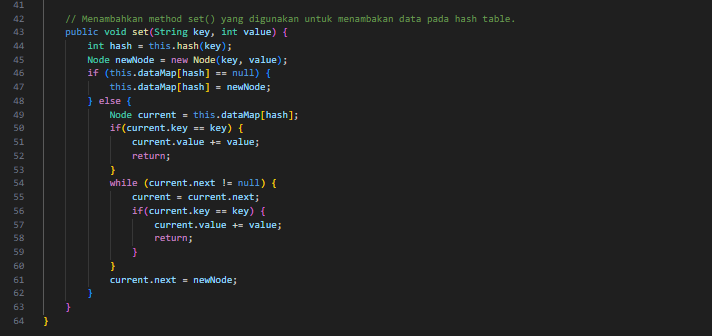 41
42 // Menambahkan method set() yang digunakan untuk menambakan data pada hash table.
43 public void set(String key, int value) {
44 int hash = this.hash(key);
45 Node newNode = new Node(key, value);
46 if (this.dataMap[hash] == null) {
47 this.dataMap[hash] = newNode;
48 } else {
49 Node current = this.dataMap[hash];
50 if(current.key == key) {
51 current.value += value;
52 return;
53 }
54 while (current.next != null) {
55 current = current.next;
56 if(current.key == key) {
57 current.value += value;
58 return;
59 }
60 }
61 current.next = newNode;
62 }
63 }
64 }